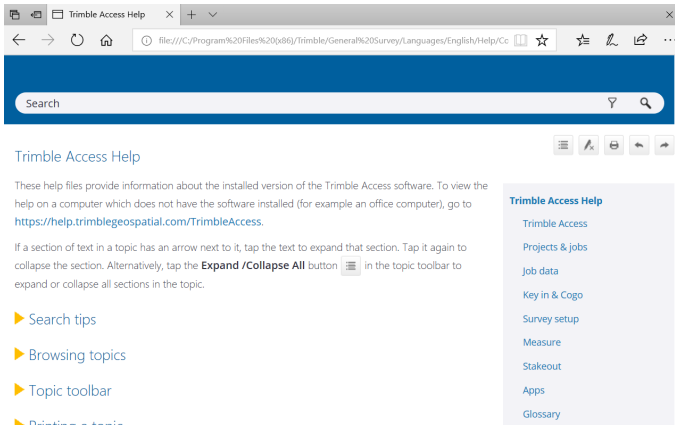 Trimble Access Help
file:///C:/Program%20Files%20(x86)/Trimble/General%20Survey/Languages/English/Help/Cc
Search
Trimble Access Help
These help files provide information about the installed version of the Trimble Access software. To view the
help on a computer which does not have the software installed (for example an office computer), go to
https://help.trimblegeospatial.com/TrimbleAccess.
If a section of text in a topic has an arrow next to it, tap the text to expand that section. Tap it again to
collapse the section. Alternatively, tap the Expand /Collapse All button in the topic toolbar to
expand or collapse all sections in the topic.
Search tips
Browsing topics
Topic toolbar
Printing a topic
Trimble Access Help
Trimble Access
Projects & jobs
Job data
Key in & Cogo
Survey setup
Measure
Stakeout
Apps
Glossary